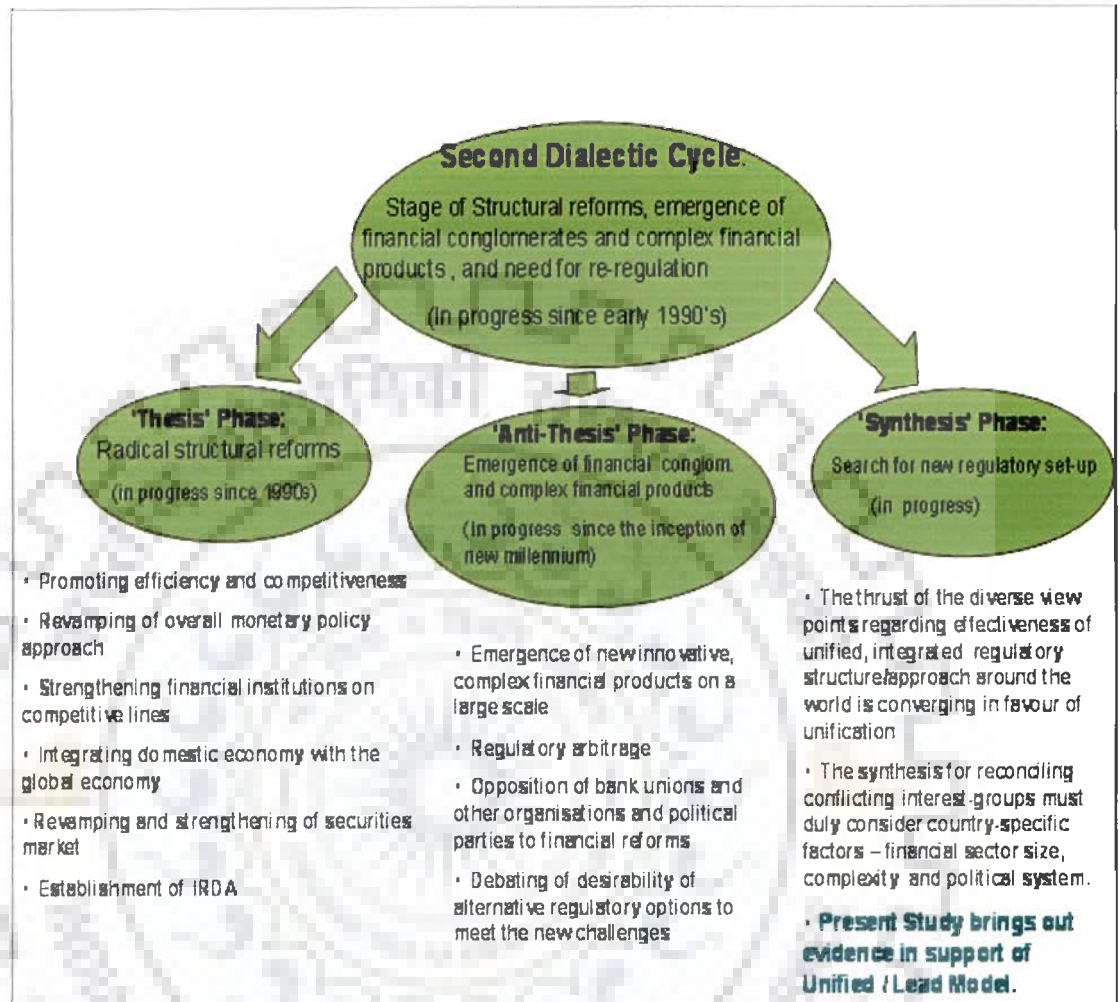 Second Dialectic Cycle:
Stage of Structural reforms, emergence of
financial conglomerates and complex financial
products , and need for re-regulation
(In progress since early 1990's)
'Thesis' Phase:
Radical structural reforms
(in progress since 1990s)
'Anti-Thesis' Phase:
Emergence of financial conglom.
and complex financial products
(In progress since the inception of
new millennium)
'Synthesis' Phase:
Search for new regulatory set-up
(in progress)
• Promoting efficiency and competitiveness
• Revamping of overall monetary policy
approach
• Strengthening financial institutions on
competitive lines
• Integrating domestic economy with the
global economy
• Revamping and strengthening of securities
market
• Establishment of IRDA
• Emergence of new innovative,
complex financial products on a
large scale
• Regulatory arbitrage
• Opposition of bank unions and
other organisations and political
parties to financial reforms
• Debating of desirability of
alternative regulatory options to
meet the new challenges
• The thrust of the diverse view
points regarding effectiveness of
unified, integrated regulatory
structure/approach around the
world is converging in favour of
unification
• The synthesis for reconciling
conflicting interest-groups must
duly consider country-specific
factors – financial sector size,
complexity and political system.
• Present Study brings out
evidence in support of
Unified / Lead Model.